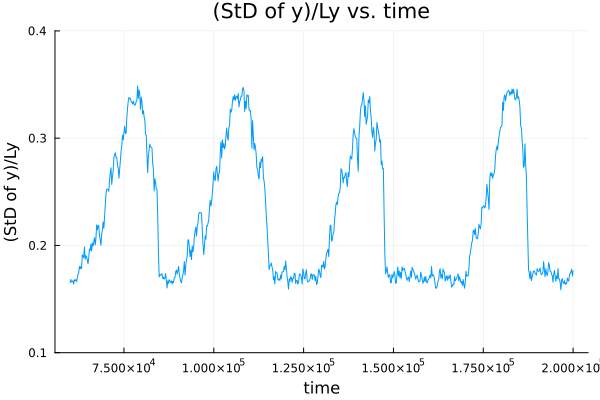 (StD of y)/Ly vs. time
(StD of y)/Ly
0.4
0.3
0.2
0.1
7.500×10⁴ 1.000×10⁵ 1.250×10⁵ 1.500×10⁵ 1.750×10⁵ 2.000×10⁵
time